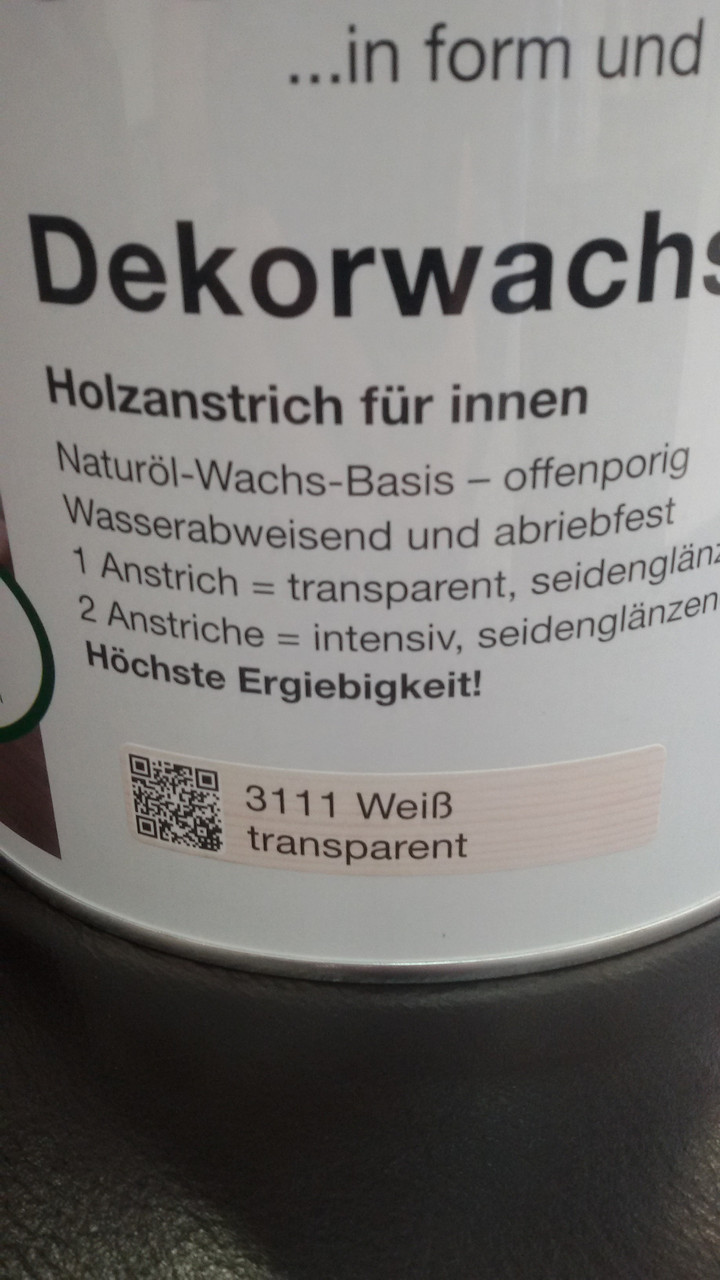 ...in form und
Dekorwachs
Holzanstrich für innen
Naturöl-Wachs-Basis – offenporig
Wasserabweisend und abriebfest
1 Anstrich = transparent, seidenglänz
2 Anstriche = intensiv, seidenglänzen
Höchste Ergiebigkeit!
3111 Weiß
transparent